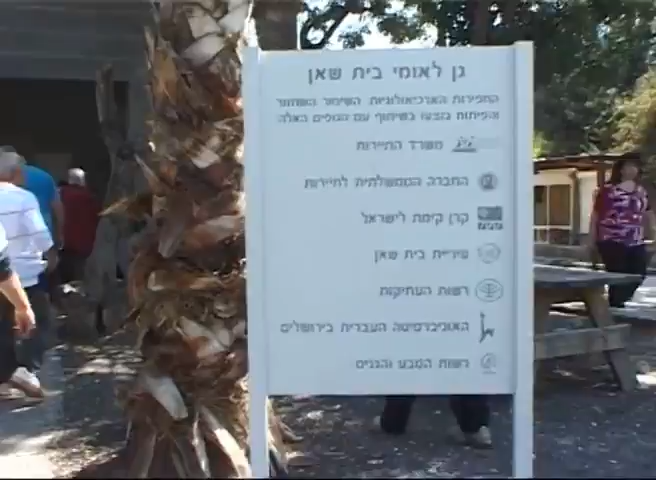 גן לאומי בית שאן
החפירות הארכיאולוגיות השימור השחזור
והפיתוח בוצעו בשיתוף עם הגופים האלה
משרד התיירות
החברה הממשלתית לתיירות
קרן קימת לישראל
עיריית בית שאן
רשות העתיקות
האוניברסיטה העברית בירושלים
רשות הטבע והגנים